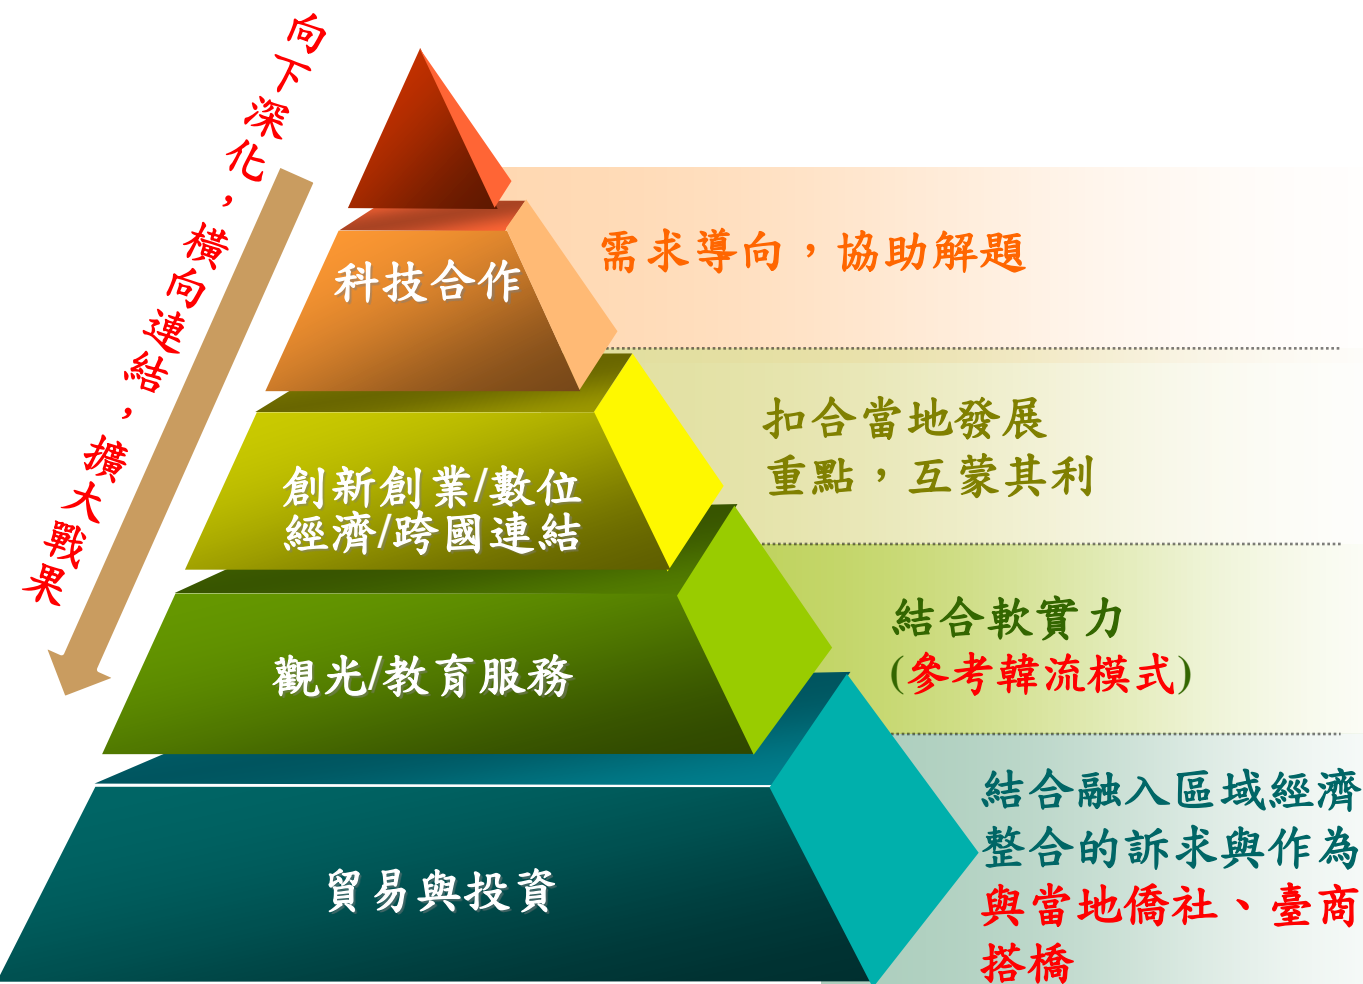 向下深化，橫向連結，擴大戰果
科技合作
需求導向，協助解題
創新創業/數位
經濟/跨國連結
扣合當地發展
重點，互蒙其利
觀光/教育服務
結合軟實力
(參考韓流模式)
貿易與投資
結合融入區域經濟
整合的訴求與作為
與當地僑社、臺商
搭橋